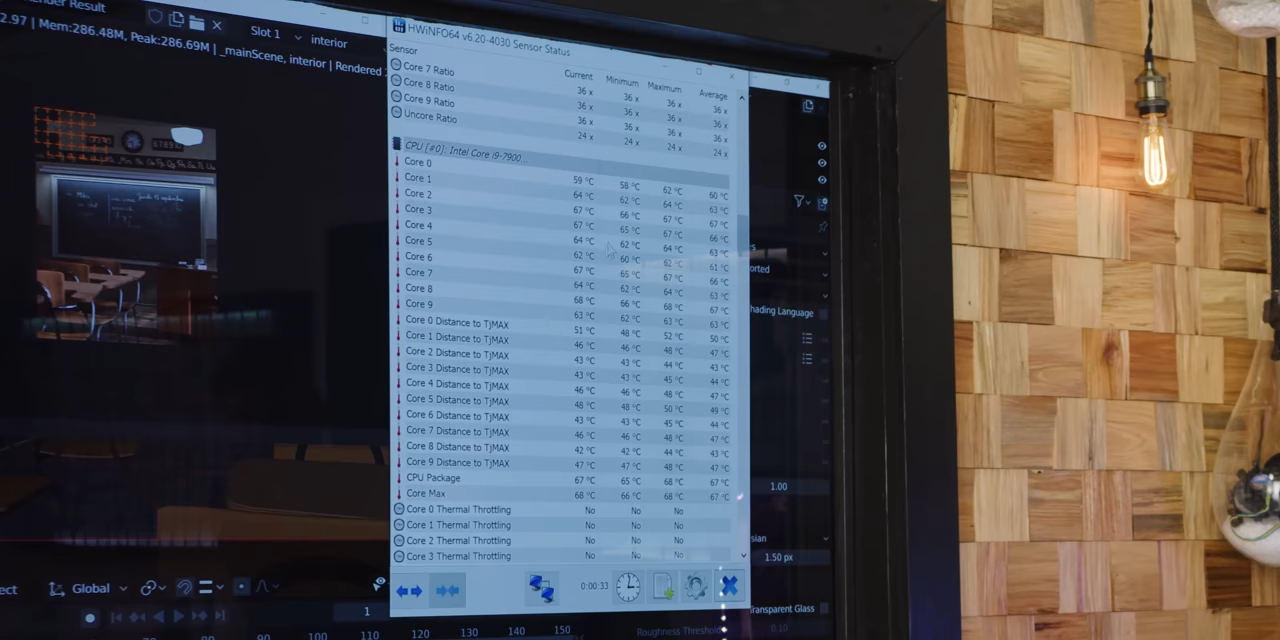 nder Result
2.97 | Mem:286.48M, Peak:286.69M | _mainScene, interior | Rendered
Slot 1 interior
HWiNFO64 v6.20-4030 Sensor Status
Sensor Current Minimum Maximum Average
Core 7 Ratio 36 x 36 x 36 x 36 x
Core 8 Ratio 36 x 36 x 36 x 36 x
Core 9 Ratio 36 x 36 x 36 x 36 x
Uncore Ratio 24 x 24 x 24 x 24 x
CPU [#0]: Intel Core i9-7900...
Core 0 59 °C 58 °C 62 °C 60 °C
Core 1 64 °C 62 °C 64 °C 63 °C
Core 2 67 °C 66 °C 67 °C 67 °C
Core 3 67 °C 65 °C 67 °C 66 °C
Core 4 64 °C 62 °C 64 °C 63 °C
Core 5 62 °C 60 °C 62 °C 61 °C
Core 6 67 °C 65 °C 67 °C 66 °C
Core 7 64 °C 62 °C 64 °C 63 °C
Core 8 68 °C 66 °C 68 °C 67 °C
Core 9 63 °C 62 °C 63 °C 63 °C
Core 0 Distance to TjMAX 51 °C 48 °C 52 °C 50 °C
Core 1 Distance to TjMAX 46 °C 46 °C 48 °C 47 °C
Core 2 Distance to TjMAX 43 °C 43 °C 44 °C 43 °C
Core 3 Distance to TjMAX 43 °C 43 °C 45 °C 44 °C
Core 4 Distance to TjMAX 46 °C 46 °C 48 °C 47 °C
Core 5 Distance to TjMAX 48 °C 48 °C 50 °C 49 °C
Core 6 Distance to TjMAX 43 °C 43 °C 45 °C 44 °C
Core 7 Distance to TjMAX 46 °C 46 °C 48 °C 47 °C
Core 8 Distance to TjMAX 42 °C 42 °C 44 °C 43 °C
Core 9 Distance to TjMAX 47 °C 47 °C 48 °C 47 °C
CPU Package 67 °C 65 °C 68 °C 67 °C
Core Max 68 °C 66 °C 68 °C 67 °C
Core 0 Thermal Throttling No No No
Core 1 Thermal Throttling No No No
Core 2 Thermal Throttling No No No
Core 3 Thermal Throttling No No No
0:00:33
orted
hading Language
1.00
sian
1.50 px
ransparent Glass
Roughness Threshold
0.10
ect Global
1
80 90 100 110 120 130 140 150